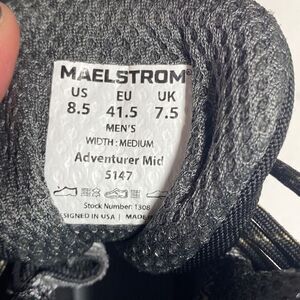 MAELSTROM®
US EU UK
8.5 41.5 7.5
MEN'S
WIDTH : MEDIUM
Adventurer Mid
5147
Stock Number: 1308
SIGNED IN USA | MADE